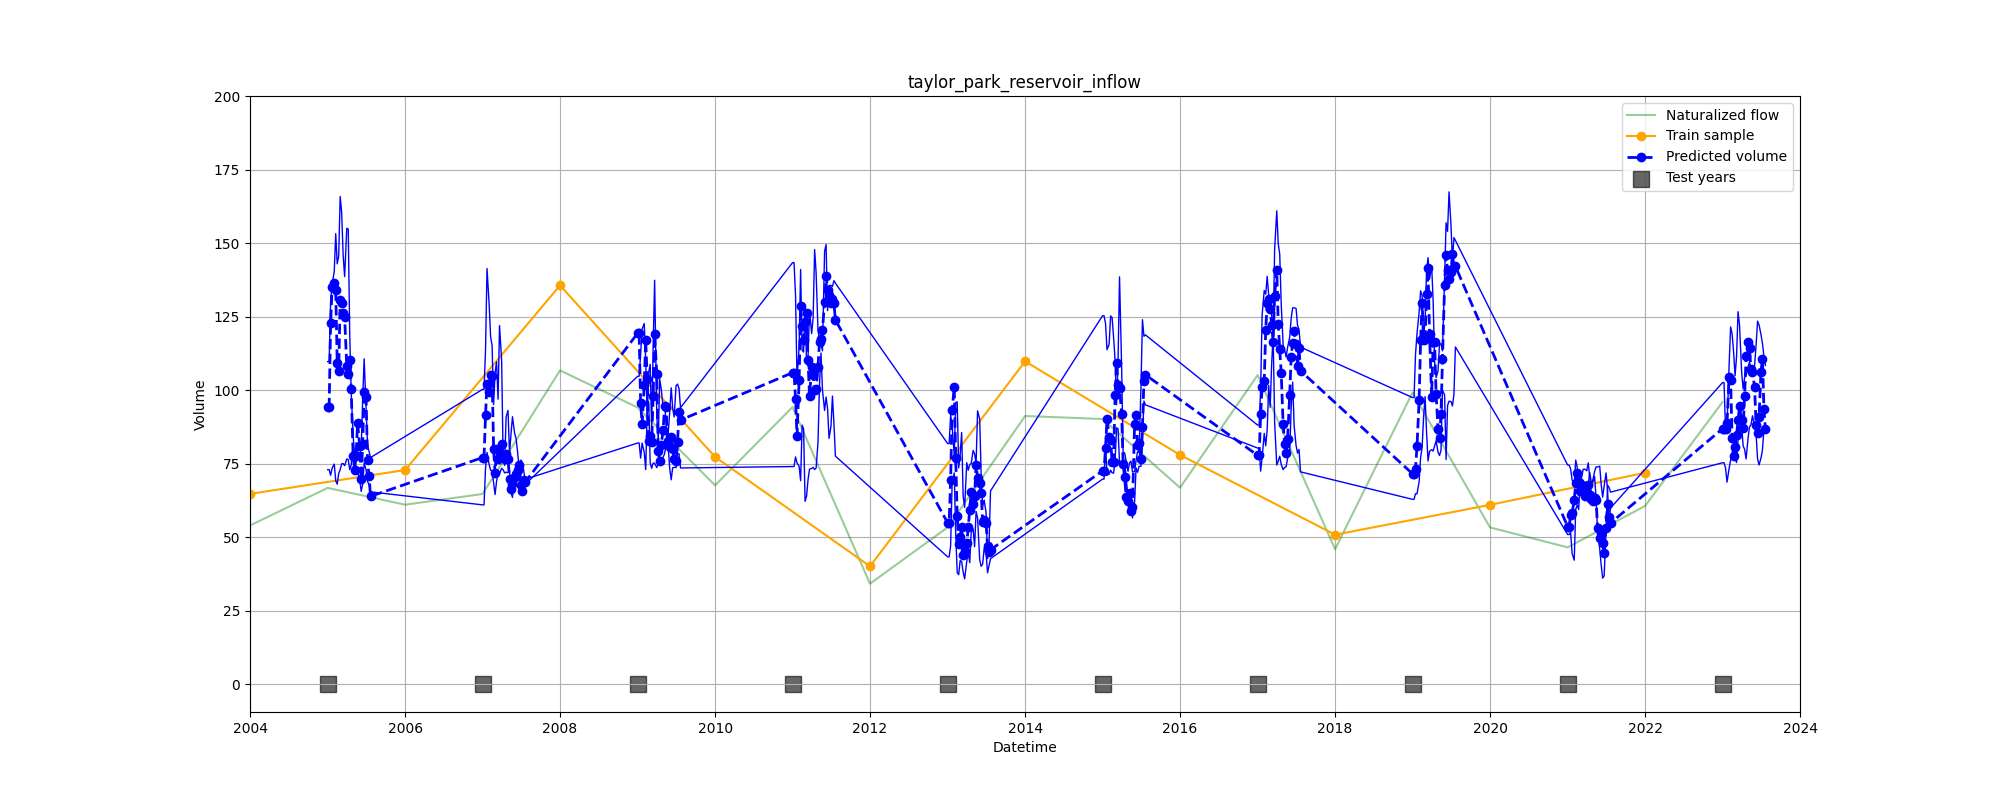 taylor_park_reservoir_inflow
Naturalized flow
Train sample
Predicted volume
Test years
Volume
200
175
150
125
100
75
50
25
0
2004 2006 2008 2010 2012 2014 2016 2018 2020 2022 2024
Datetime